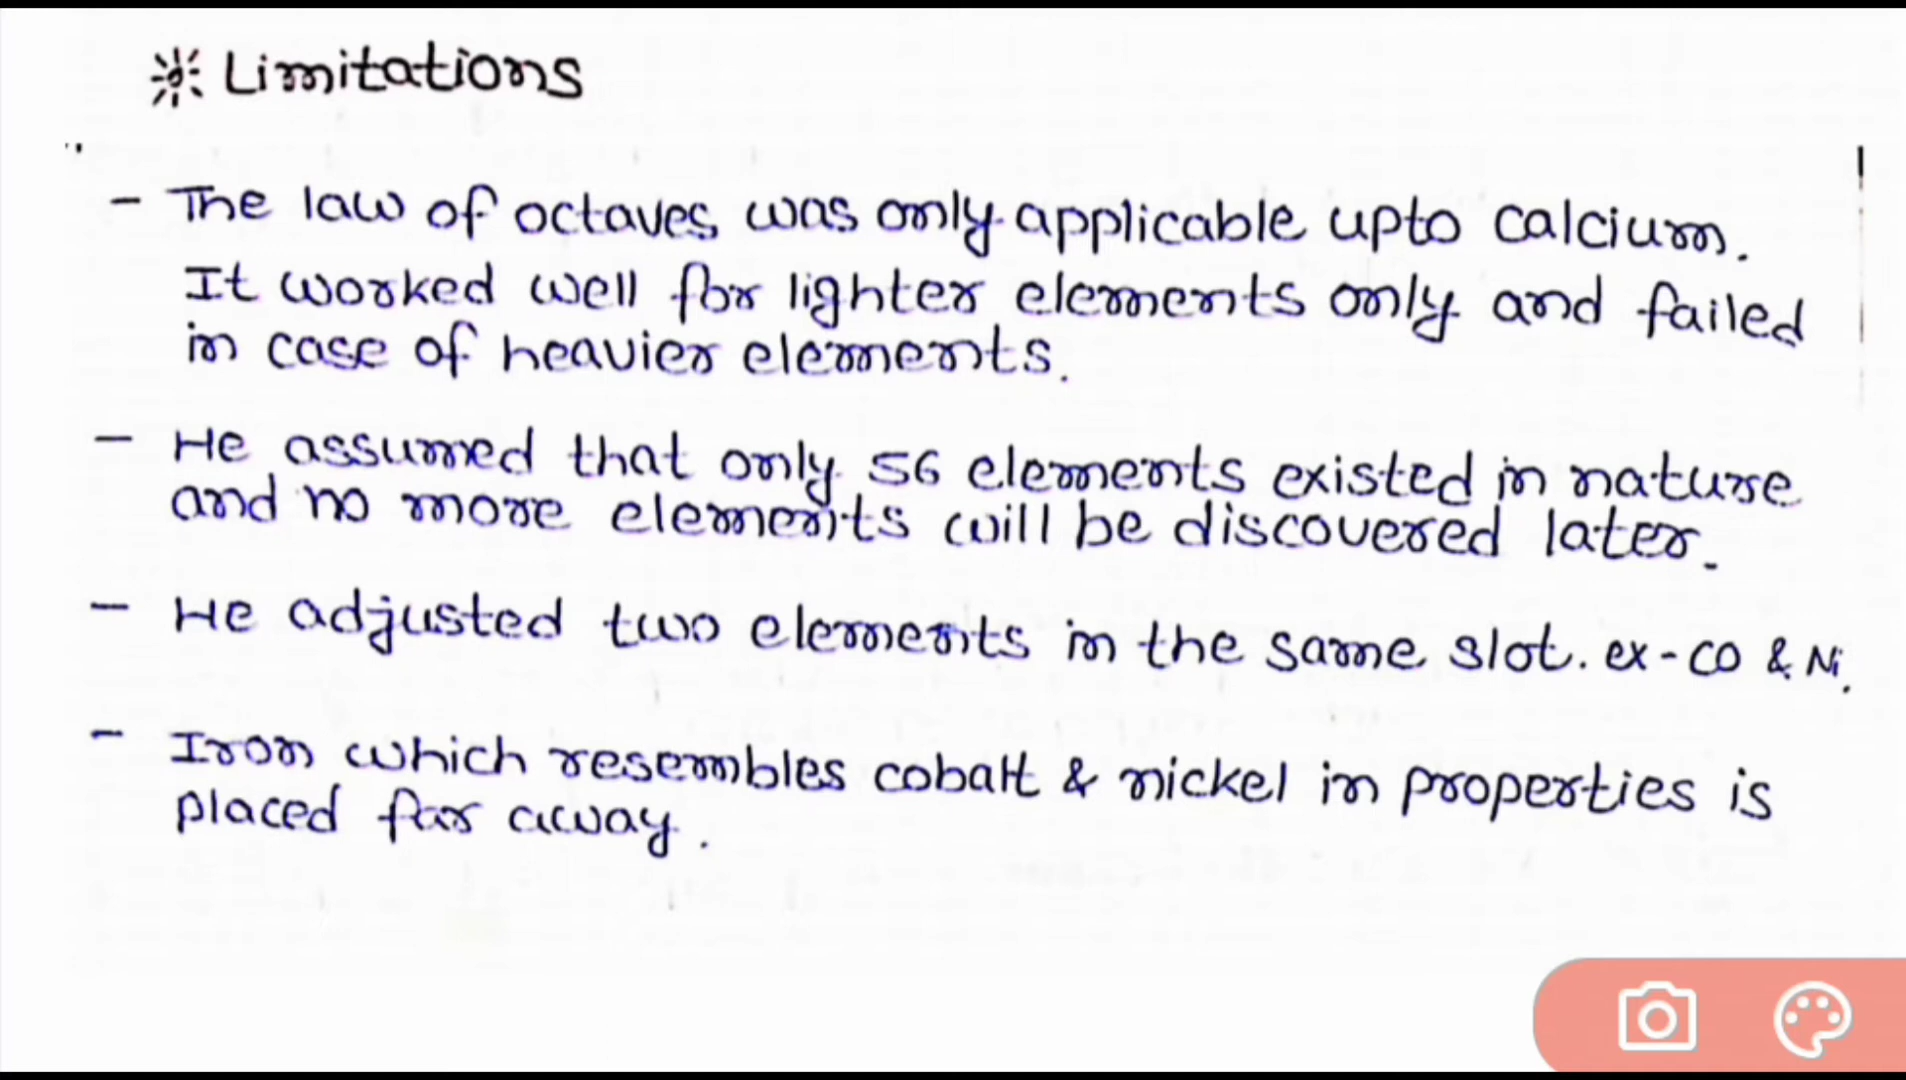 Limitations
- The law of octaves was only applicable upto calcium.
It worked well for lighter elements only and failed
in case of heavier elements.
- He assumed that only 56 elements existed in nature
and no more elements will be discovered later.
- He adjusted two elements in the same slot. ex - CO & Ni.
- Iron which resembles cobalt & nickel in properties is
placed far away.